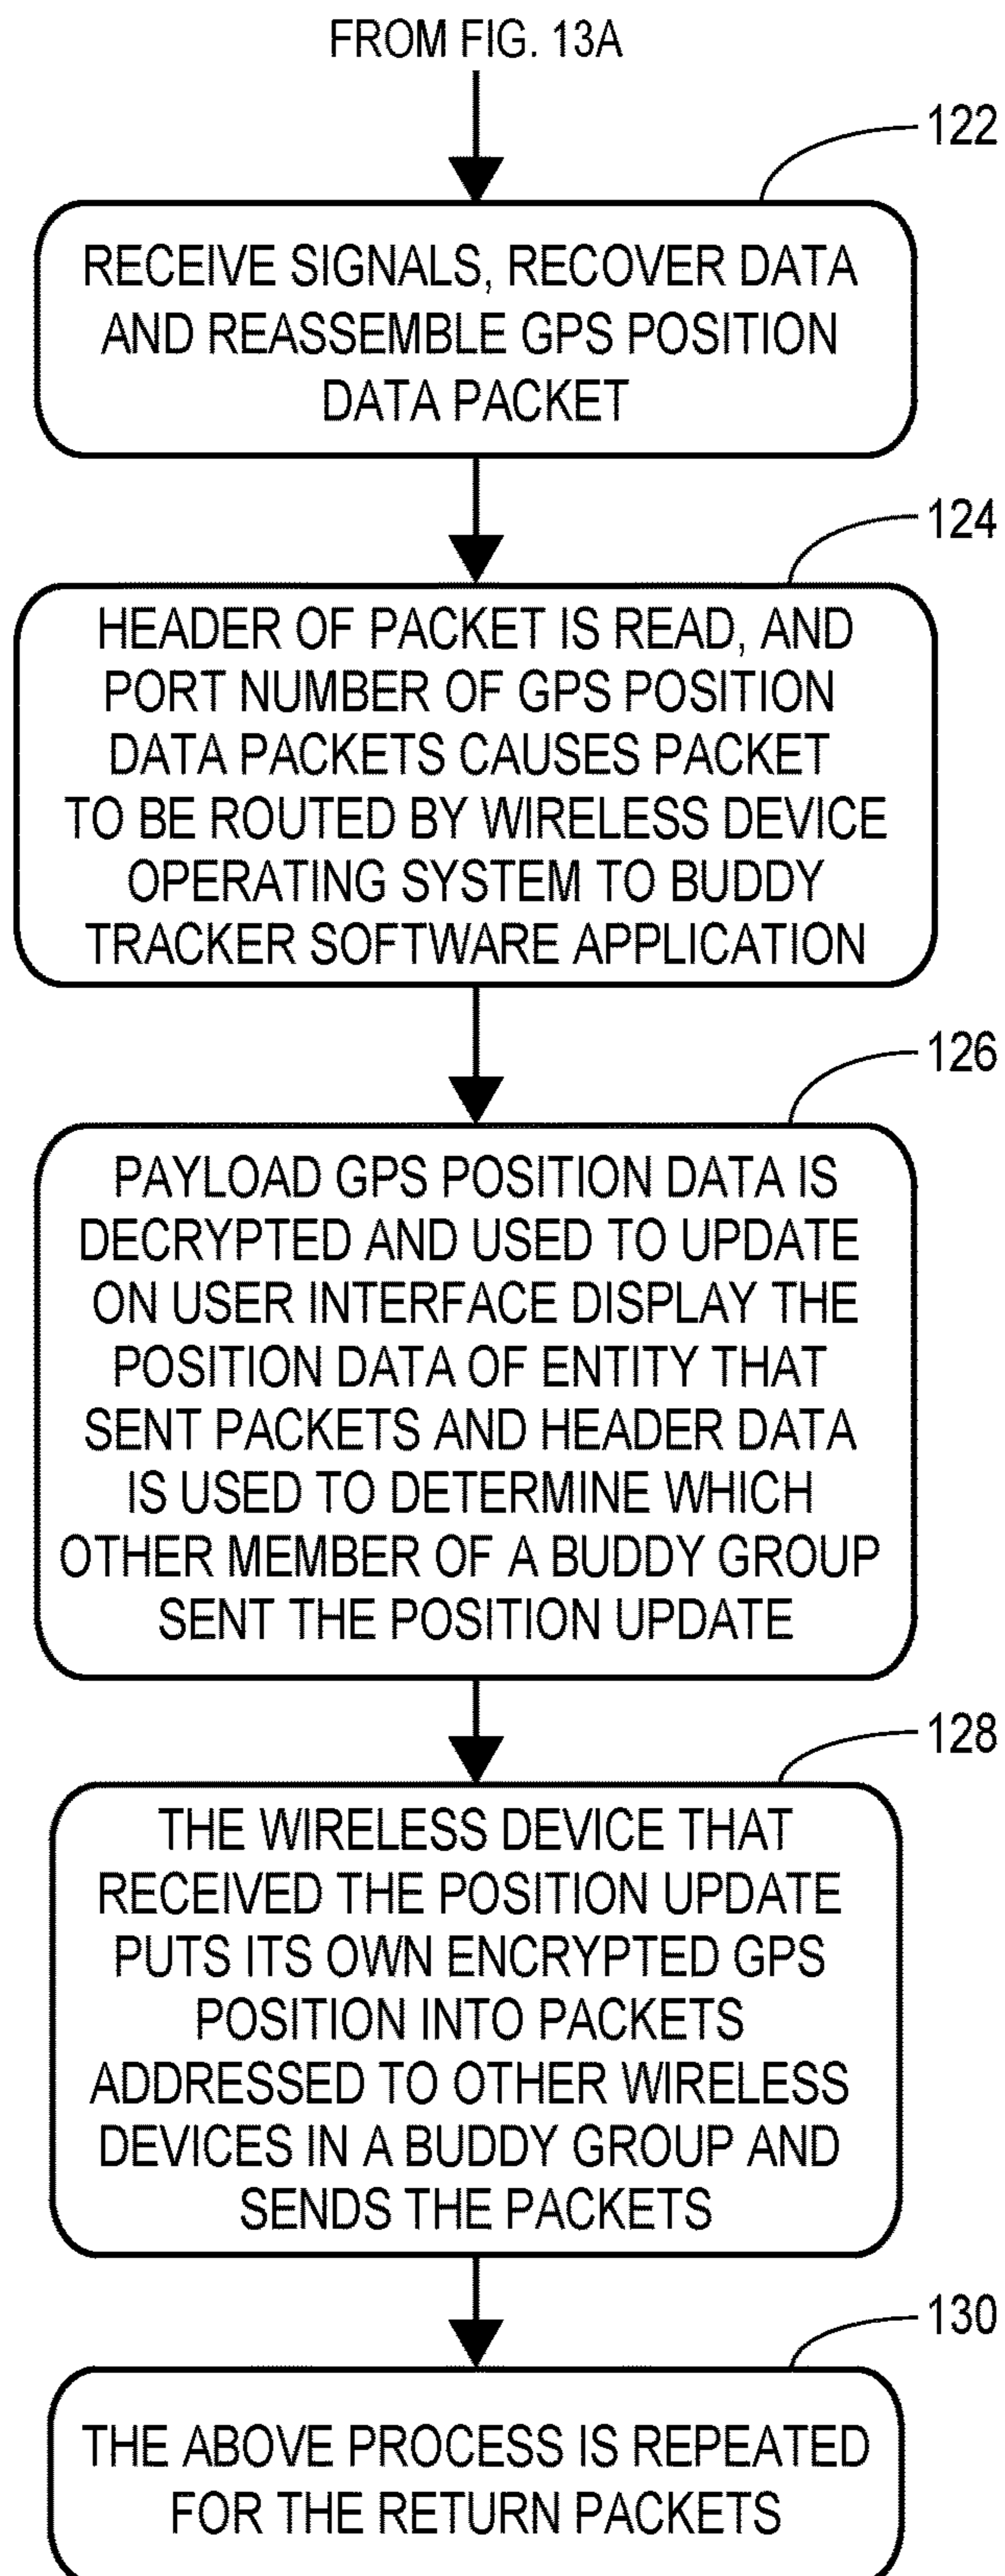 FROM FIG. 13A
122
RECEIVE SIGNALS, RECOVER DATA
AND REASSEMBLE GPS POSITION
DATA PACKET
124
HEADER OF PACKET IS READ, AND
PORT NUMBER OF GPS POSITION
DATA PACKETS CAUSES PACKET
TO BE ROUTED BY WIRELESS DEVICE
OPERATING SYSTEM TO BUDDY
TRACKER SOFTWARE APPLICATION
126
PAYLOAD GPS POSITION DATA IS
DECRYPTED AND USED TO UPDATE
ON USER INTERFACE DISPLAY THE
POSITION DATA OF ENTITY THAT
SENT PACKETS AND HEADER DATA
IS USED TO DETERMINE WHICH
OTHER MEMBER OF A BUDDY GROUP
SENT THE POSITION UPDATE
128
THE WIRELESS DEVICE THAT
RECEIVED THE POSITION UPDATE
PUTS ITS OWN ENCRYPTED GPS
POSITION INTO PACKETS
ADDRESSED TO OTHER WIRELESS
DEVICES IN A BUDDY GROUP AND
SENDS THE PACKETS
130
THE ABOVE PROCESS IS REPEATED
FOR THE RETURN PACKETS